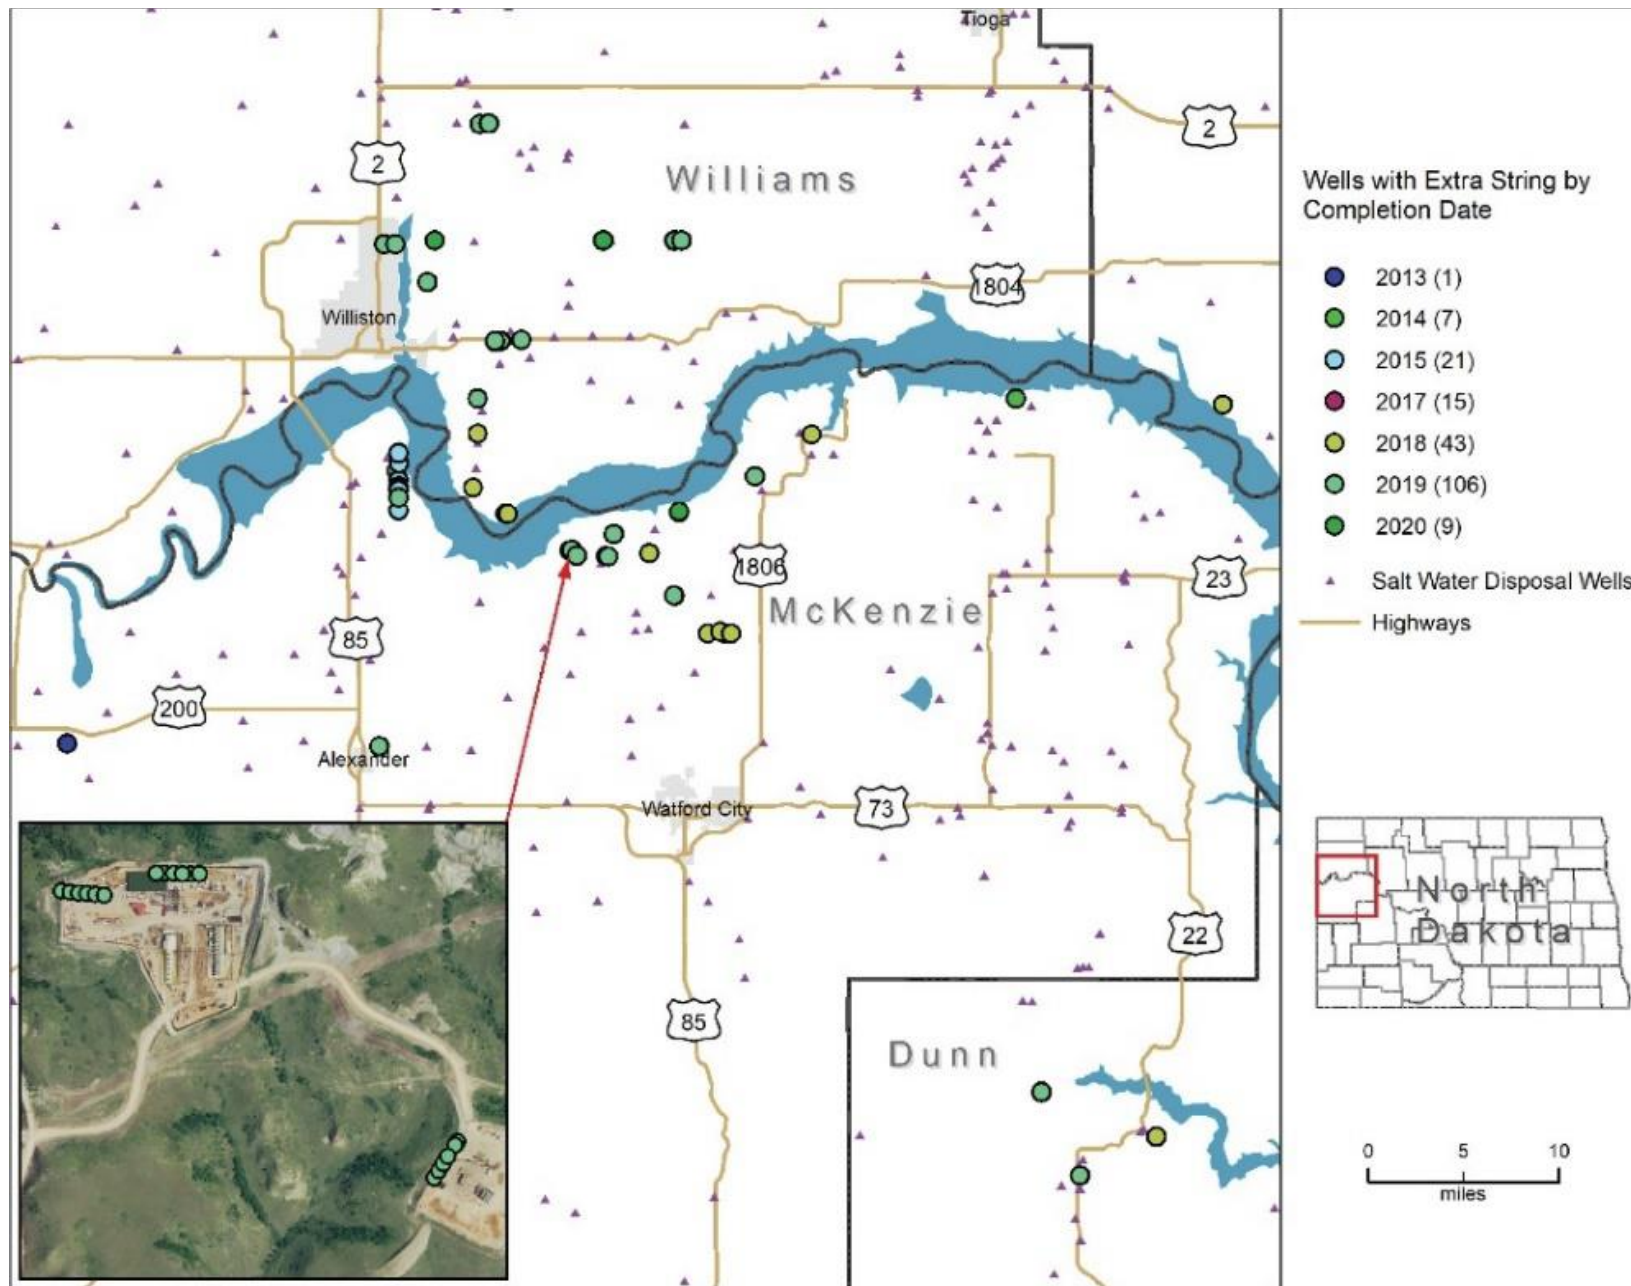 Tioga
2
2
Williams
Wells with Extra String by
Completion Date
1804
2013 (1)
Williston
2014 (7)
2015 (21)
2017 (15)
2018 (43)
2019 (106)
2020 (9)
1806
23
Salt Water Disposal Wells
McKenzie
Highways
85
200
Alexander
Watford City
73
North
Dakota
22
85
Dunn
0 5 10
miles